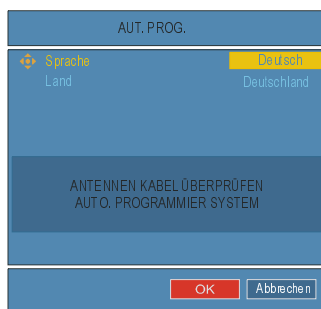 AUT. PROG.
Sprache Deutsch
Land Deutschland
ANTENNEN KABEL ÜBERPRÜFEN
AUTO. PROGRAMMIER SYSTEM
OK Abbrechen